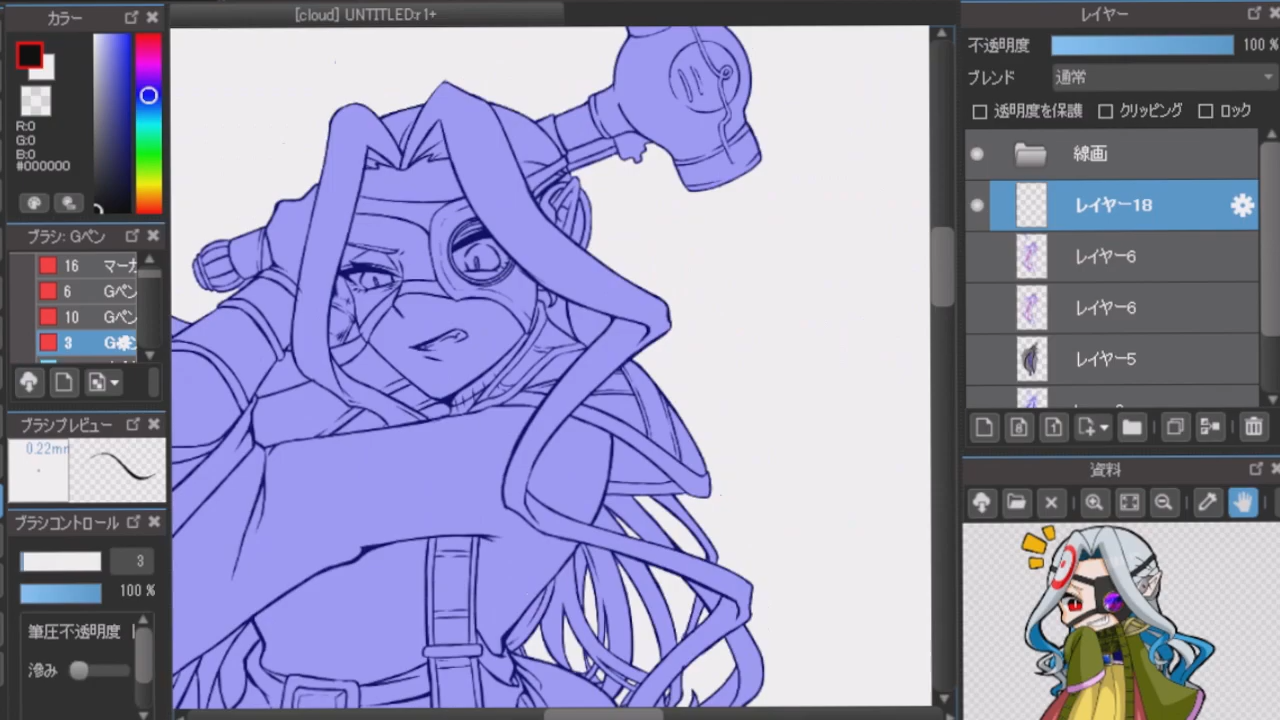 カラー
[cloud] UNTITLED:r1+
レイヤー
不透明度
100 %
ブレンド
通常
透明度を保護
クリッピング
ロック
R:0
G:0
B:0
#000000
線画
レイヤー18
ブラシ: Gペン
16 マーカ
6 Gペン
10 Gペン
3
レイヤー6
レイヤー6
レイヤー5
ブラシプレビュー
0.22mm
資料
ブラシコントロール
3
100 %
筆圧不透明度
滲み